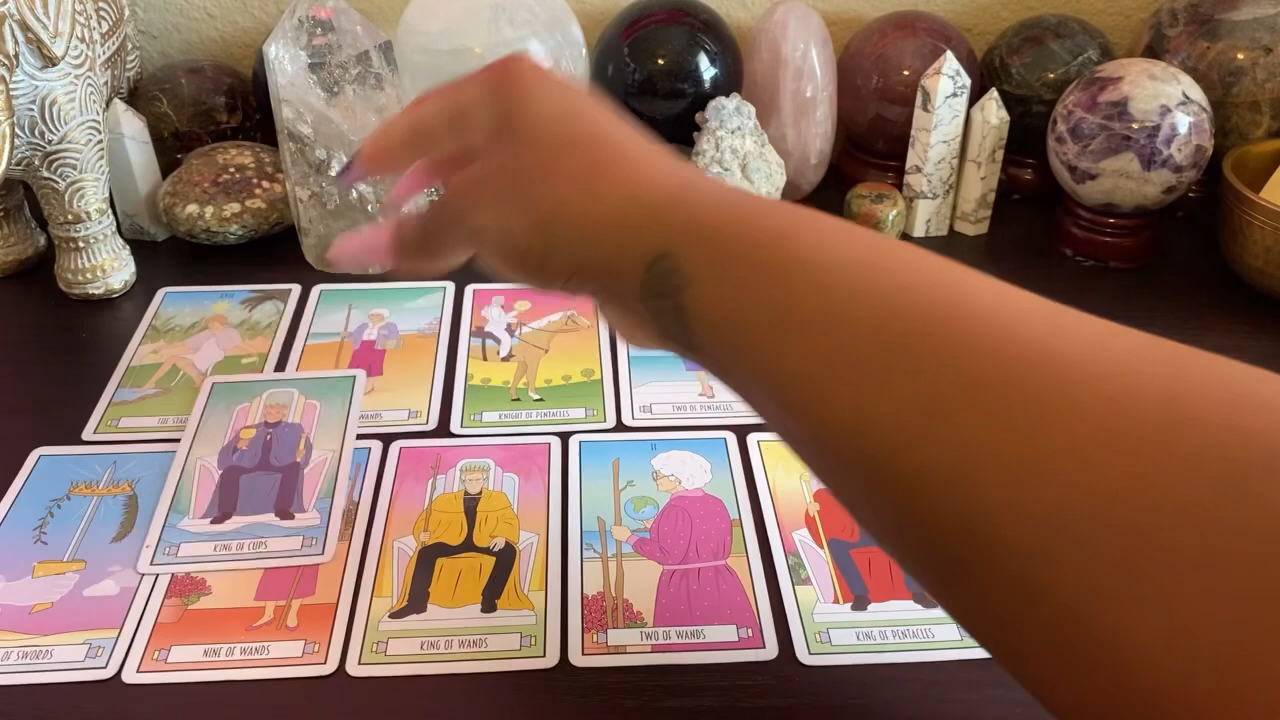 XVII
THE STAR
WANDS
KNIGHT OF PENTACLES
TWO OF PENTACLES
KING OF CUPS
II
OF SWORDS
NINE OF WANDS
KING OF WANDS
TWO OF WANDS
KING OF PENTACLES